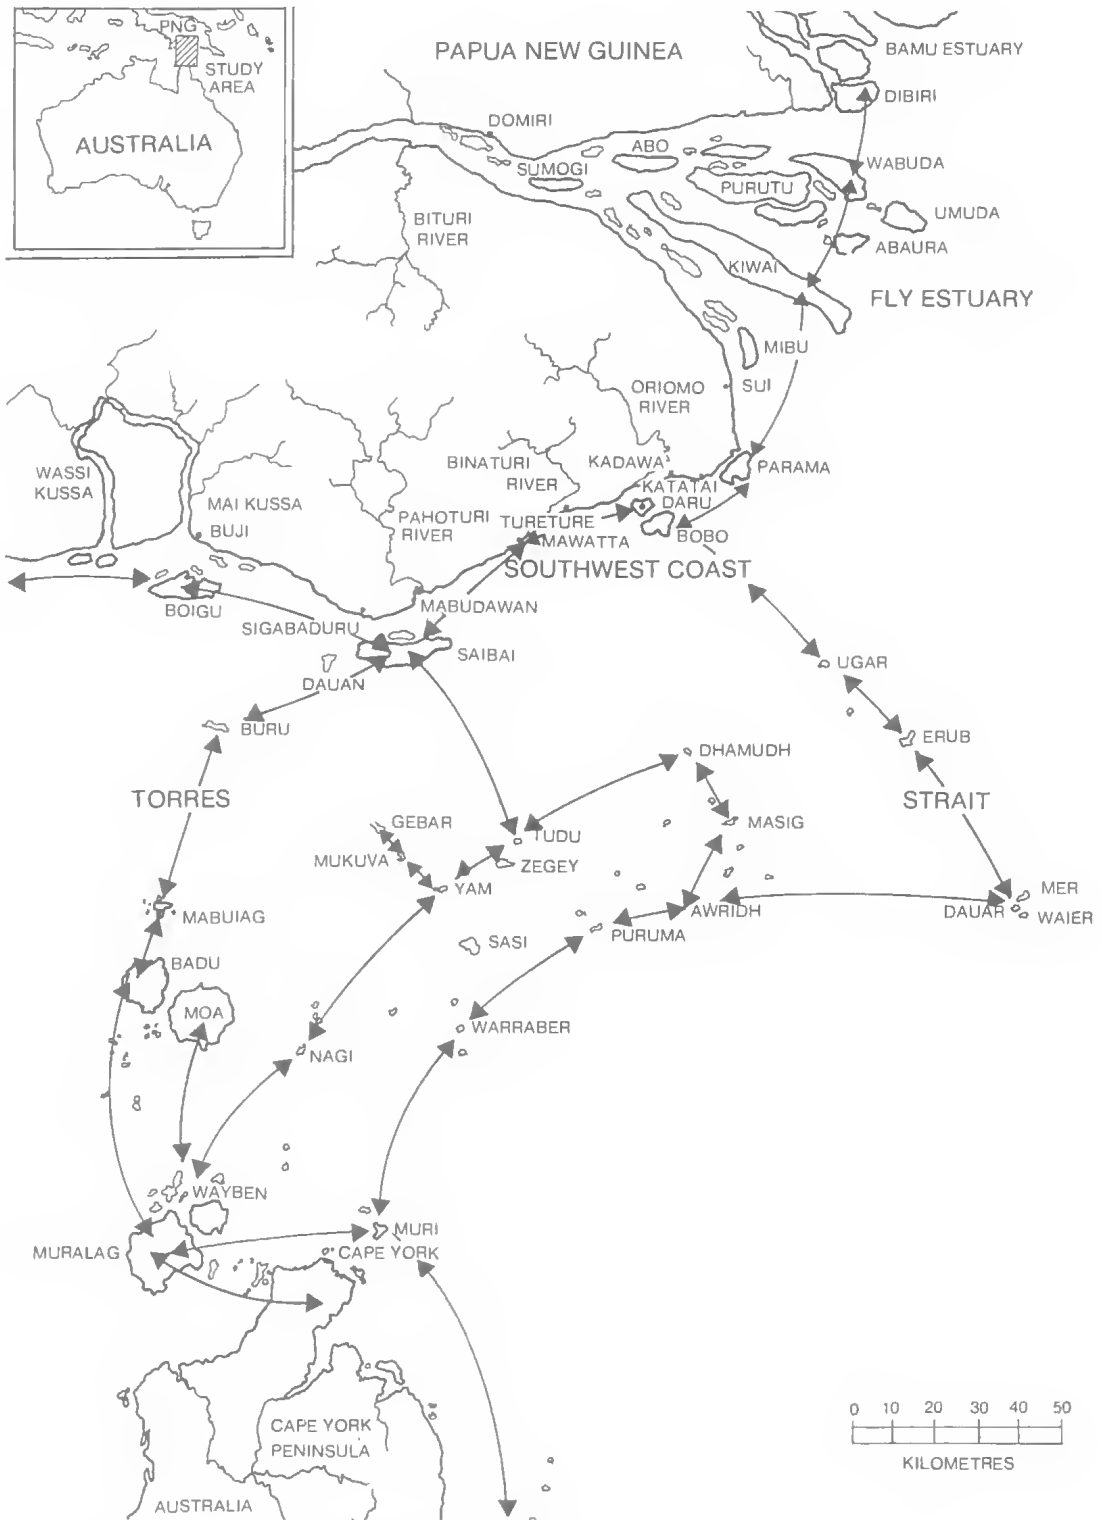 PNG
STUDY
AREA
AUSTRALIA
PAPUA NEW GUINEA
BAMU ESTUARY
DIBIRI
DOMIRI
ABO
SUMOGI
WABUDA
PURUTU
UMUDA
BITURI
RIVER
ABAURA
KIWAI
FLY ESTUARY
MIBU
ORIOMO
RIVER
SUI
WASSI
KUSSA
BINATURI
RIVER
KADAWA
PARAMA
MAI KUSSA
KATATAI
DARU
PAHOTURI
RIVER
TURETURE
BUJI
MAWATTA
BOBO
SOUTHWEST COAST
BOIGU
MABUDAWAN
SIGABADURU
SAIBAI
UGAR
DAUAN
BURU
ERUB
DHAMUDH
TORRES
STRAIT
GEBAR
TUDU
MASIG
MUKUVA
ZEGEY
YAM
MER
MABUIAG
AWRIDH
DAUAR
WAIER
PURUMA
SASI
BADU
MOA
WARRABER
NAGI
WAYBEN
MURI
MURALAG
CAPE YORK
0 10 20 30 40 50
KILOMETRES
CAPE YORK
PENINSULA
AUSTRALIA